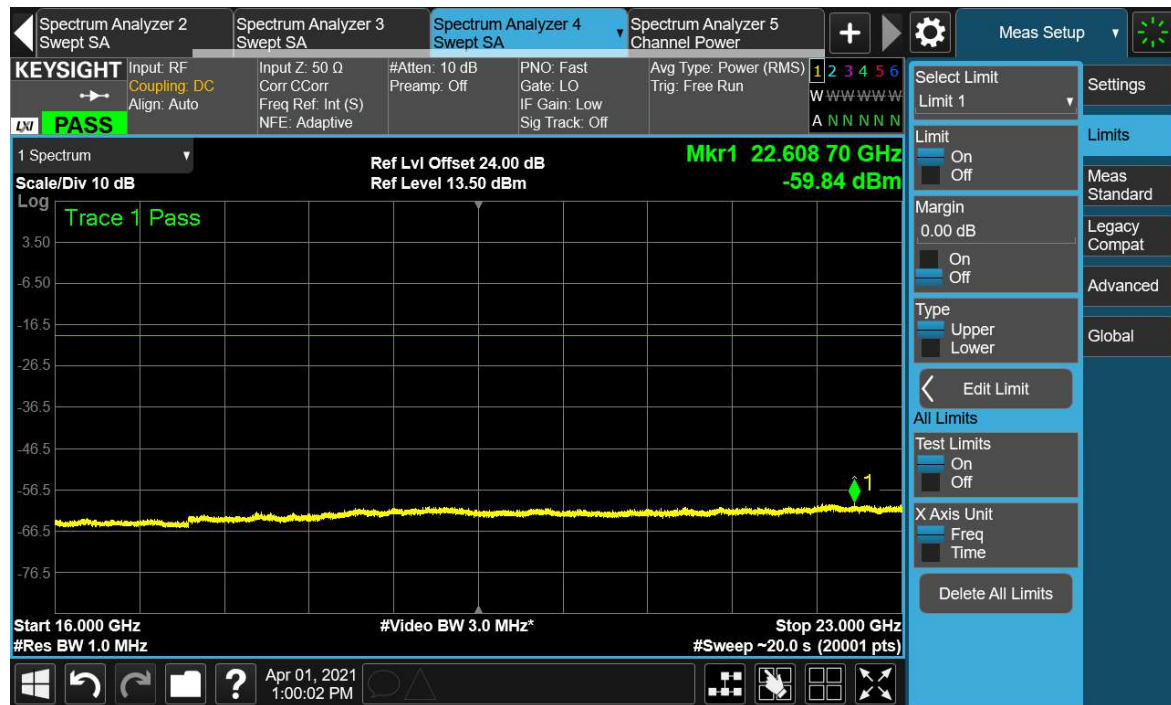 Spectrum Analyzer 2
Swept SA
Spectrum Analyzer 3
Swept SA
Spectrum Analyzer 4
Swept SA
Spectrum Analyzer 5
Channel Power
Meas Setup
KEYSIGHT
LXI
PASS
Input: RF
Coupling: DC
Align: Auto
Input Z: 50 Ω
Corr CCorr
Freq Ref: Int (S)
NFE: Adaptive
#Atten: 10 dB
Preamp: Off
PNO: Fast
Gate: LO
IF Gain: Low
Sig Track: Off
Avg Type: Power (RMS)
Trig: Free Run
1 2 3 4 5 6
W W W W W W
A N N N N N
1 Spectrum
Scale/Div 10 dB
Log
Ref Lvl Offset 24.00 dB
Ref Level 13.50 dBm
Mkr1 22.608 70 GHz
-59.84 dBm
Trace 1 Pass
3.50
-6.50
-16.5
-26.5
-36.5
-46.5
-56.5
-66.5
-76.5
1
Start 16.000 GHz
#Res BW 1.0 MHz
#Video BW 3.0 MHz*
Stop 23.000 GHz
#Sweep ~20.0 s (20001 pts)
Select Limit
Limit 1
Limit
On
Off
Margin
0.00 dB
On
Off
Type
Upper
Lower
Edit Limit
All Limits
Test Limits
On
Off
X Axis Unit
Freq
Time
Delete All Limits
Settings
Limits
Meas
Standard
Legacy
Compat
Advanced
Global
?
Apr 01, 2021
1:00:02 PM